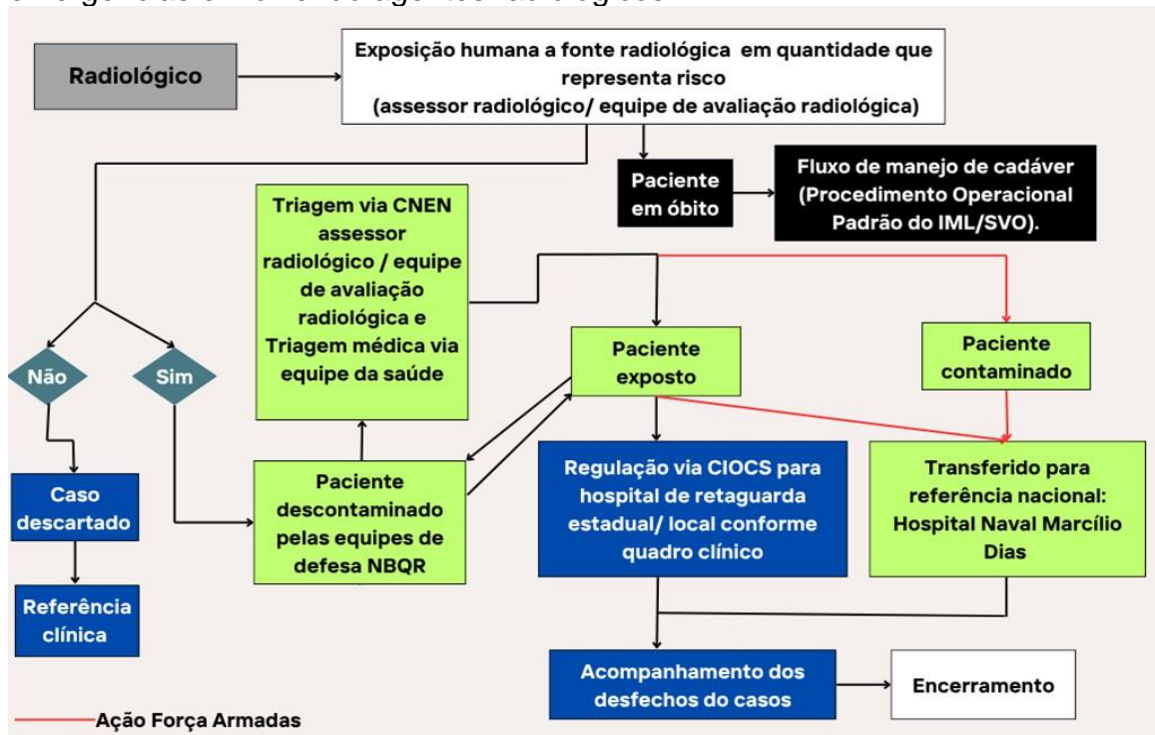 Radiológico
Exposição humana a fonte radiológica em quantidade que
representa risco
(assessor radiológico/ equipe de avaliação radiológica)
Paciente
em óbito
Fluxo de manejo de cadáver
(Procedimento Operacional
Padrão do IML/SVO).
Triagem via CNEN
assessor
radiológico / equipe
de avaliação
radiológica e
Triagem médica via
equipe da saúde
Não
Sim
Paciente
exposto
Paciente
contaminado
Caso
descartado
Paciente
descontaminado
pelas equipes de
defesa NBQR
Regulação via CIOCS para
hospital de retaguarda
estadual/ local conforme
quadro clínico
Transferido para
referência nacional:
Hospital Naval Marcílio
Dias
Referência
clínica
Acompanhamento dos
desfechos do casos
Encerramento
Ação Força Armadas